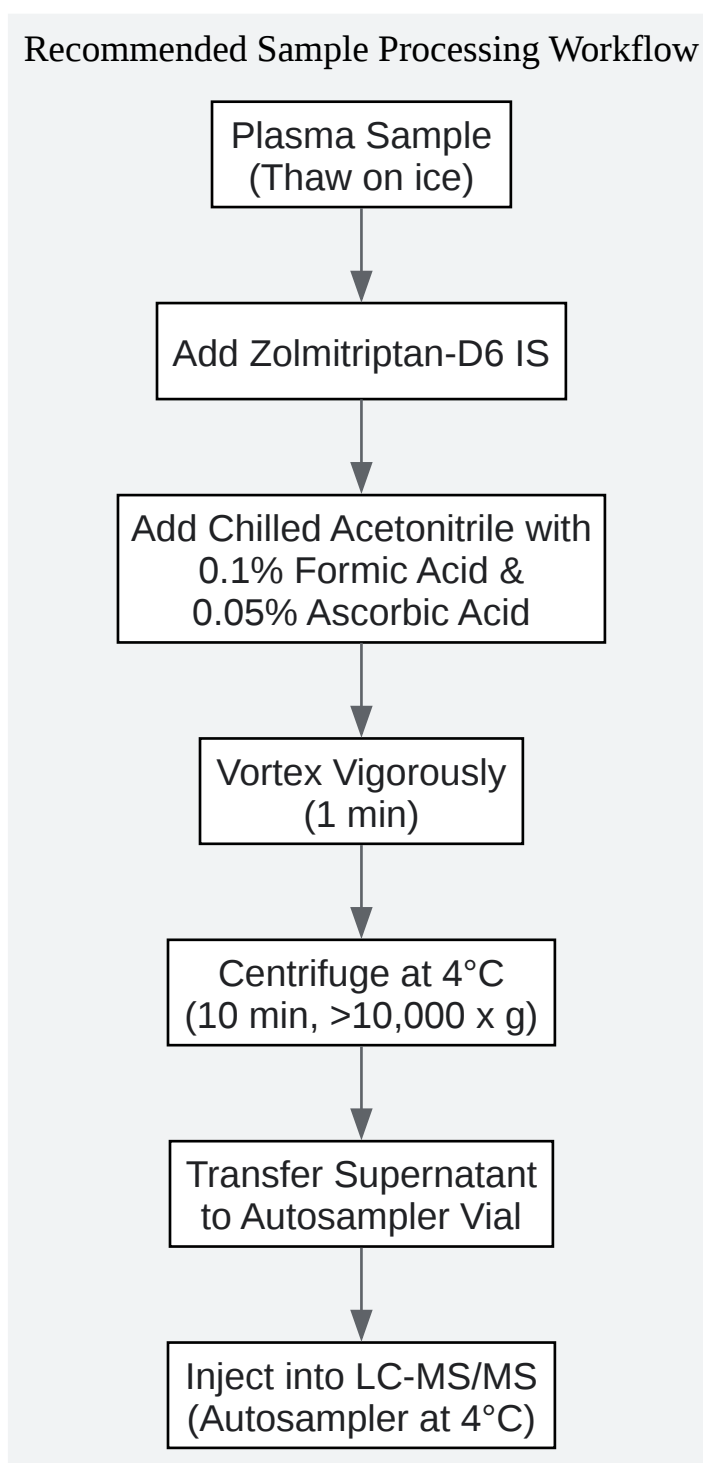 Recommended Sample Processing Workflow
Plasma Sample
(Thaw on ice)
Add Zolmitriptan-D6 IS
Add Chilled Acetonitrile with
0.1% Formic Acid &
0.05% Ascorbic Acid
Vortex Vigorously
(1 min)
Centrifuge at 4°C
(10 min, >10,000 x g)
Transfer Supernatant
to Autosampler Vial
Inject into LC-MS/MS
(Autosampler at 4°C)